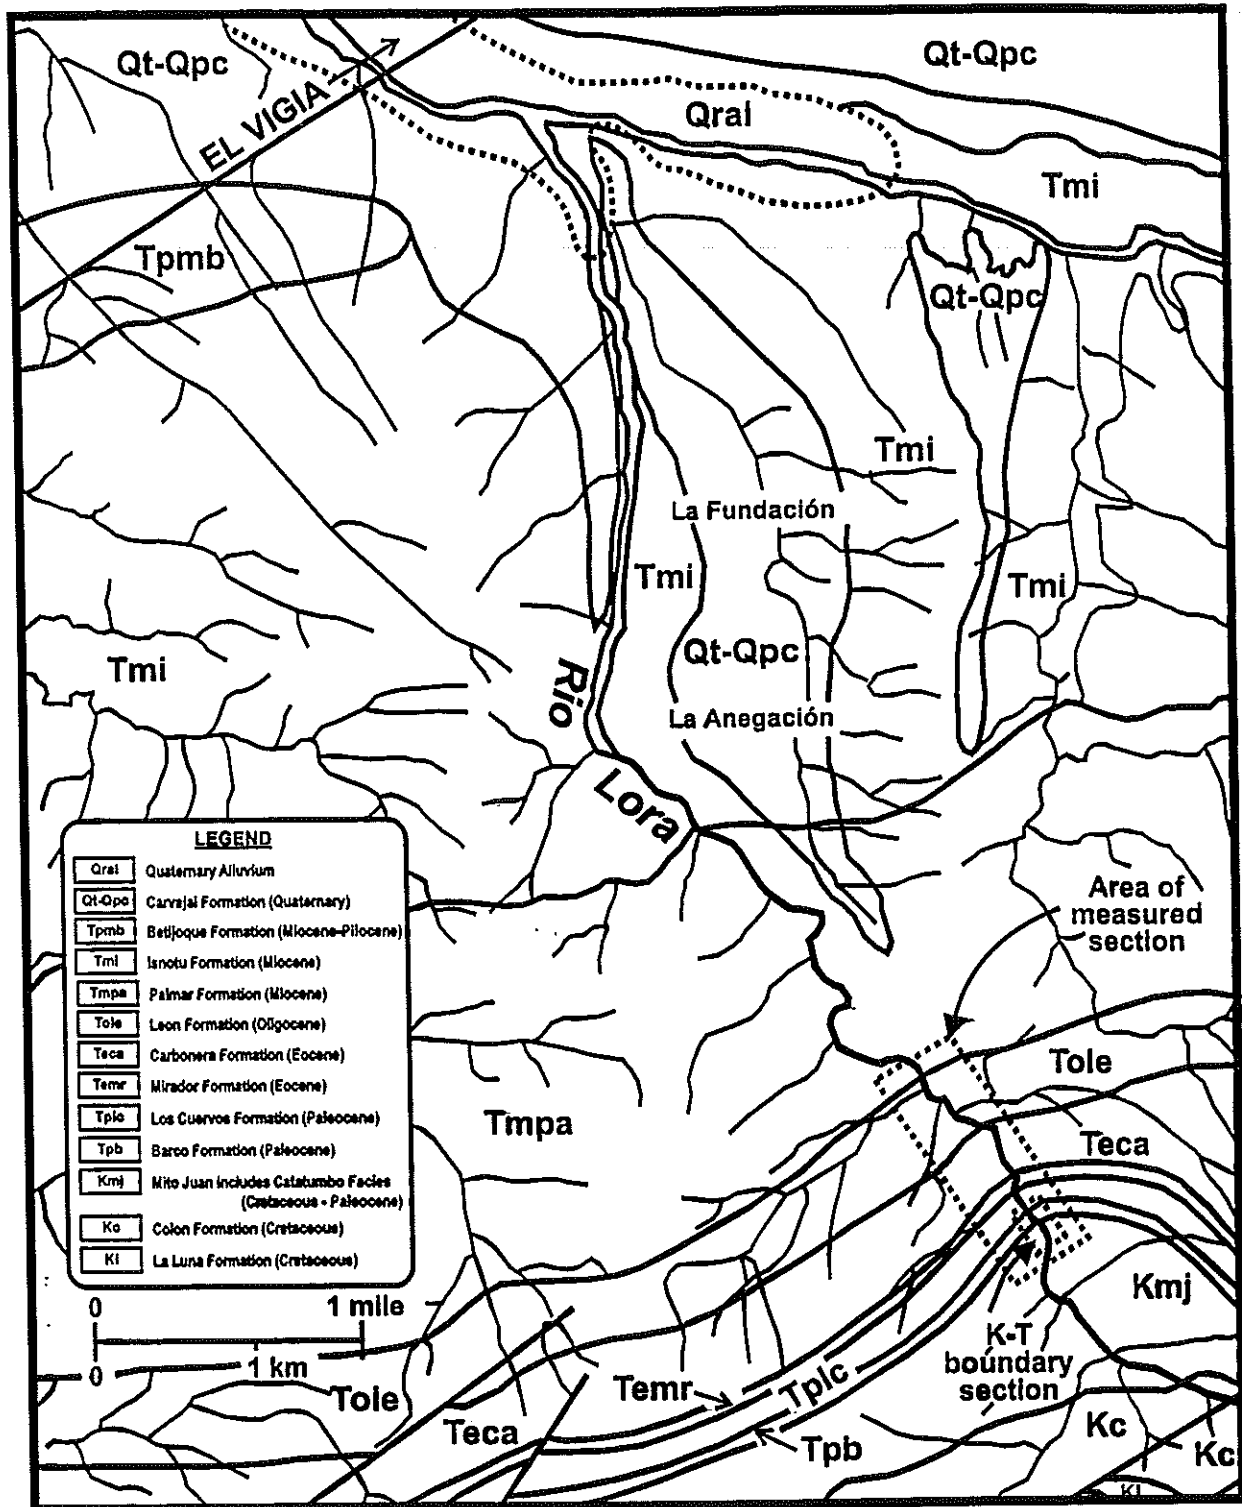 Qt-Qpc
Qt-Qpc
EL VIGIA
Qral
Tmi
Tpmb
Qt-Qpc
Tmi
La Fundación
Tmi
Tmi
Qt-Qpc
Tmi
Rio
La Anegación
Lora
LEGEND
Qral Quaternary Alluvium
Qt-Qpc Carvajal Formation (Quaternary)
Tpmb Betijoque Formation (Miocene-Pliocene)
Tmi Isnotu Formation (Miocene)
Tmpa Palmar Formation (Miocene)
Tole Leon Formation (Oligocene)
Teca Carbonera Formation (Eocene)
Temr Mirador Formation (Eocene)
Tplc Los Cuervos Formation (Paleocene)
Tpb Barco Formation (Paleocene)
Kmj Mito Juan includes Catatumbo Facies
(Cretaceous - Paleocene)
Kc Colon Formation (Cretaceous)
Kl La Luna Formation (Cretaceous)
Area of
measured
section
Tole
Tmpa
Teca
Kmj
0 1 mile
0 1 km
K-T
boundary
section
Tole
Temr
Tplc
Teca
Tpb
Kc
Kc
Kl